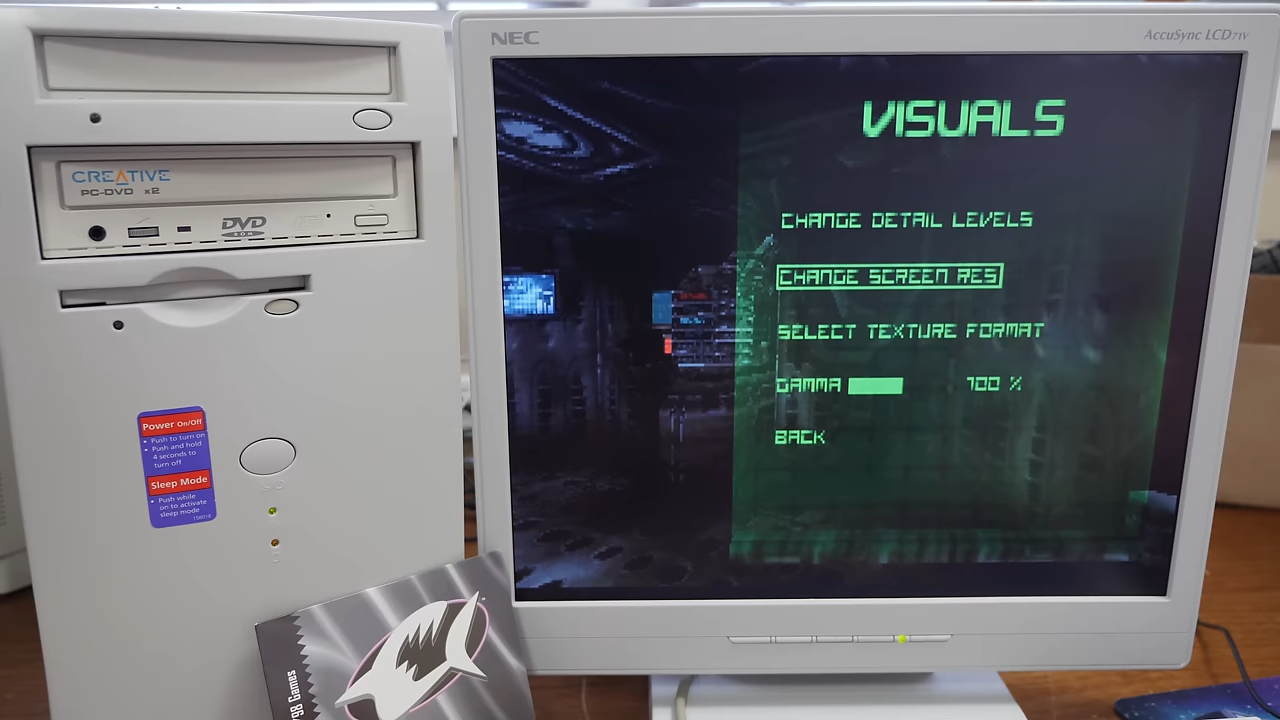 CREATIVE
PC-DVD x2
DVD
ROM
Power On/Off
• Push to turn on
• Push and hold
4 seconds to
turn off
Sleep Mode
• Push while
on to activate
sleep mode
98 Games
NEC
AccuSync LCD71V
VISUALS
CHANGE DETAIL LEVELS
CHANGE SCREEN RES
SELECT TEXTURE FORMAT
GAMMA 100 %
BACK